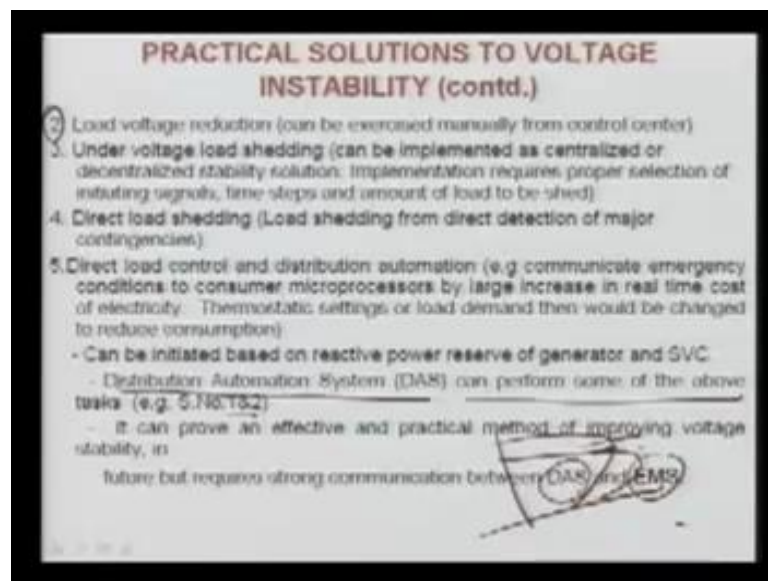 PRACTICAL SOLUTIONS TO VOLTAGE
INSTABILITY (contd.)
2. Load voltage reduction (can be exercised manually from control center)
3. Under voltage load shedding (can be implemented as centralized or
decentralized stability solution. Implementation requires proper selection of
initiating signals, time steps and amount of load to be shed)
4. Direct load shedding (Load shedding from direct detection of major
contingencies)
5.Direct load control and distribution automation (e.g communicate emergency
conditions to consumer microprocessors by large increase in real time cost
of electricity. Thermostatic settings or load demand then would be changed
to reduce consumption)
- Can be initiated based on reactive power reserve of generator and SVC
- Distribution Automation System (DAS) can perform some of the above
tasks (e.g. S.No.1&2)
- It can prove an effective and practical method of improving voltage
stability, in
future but requires strong communication between DAS and EMS